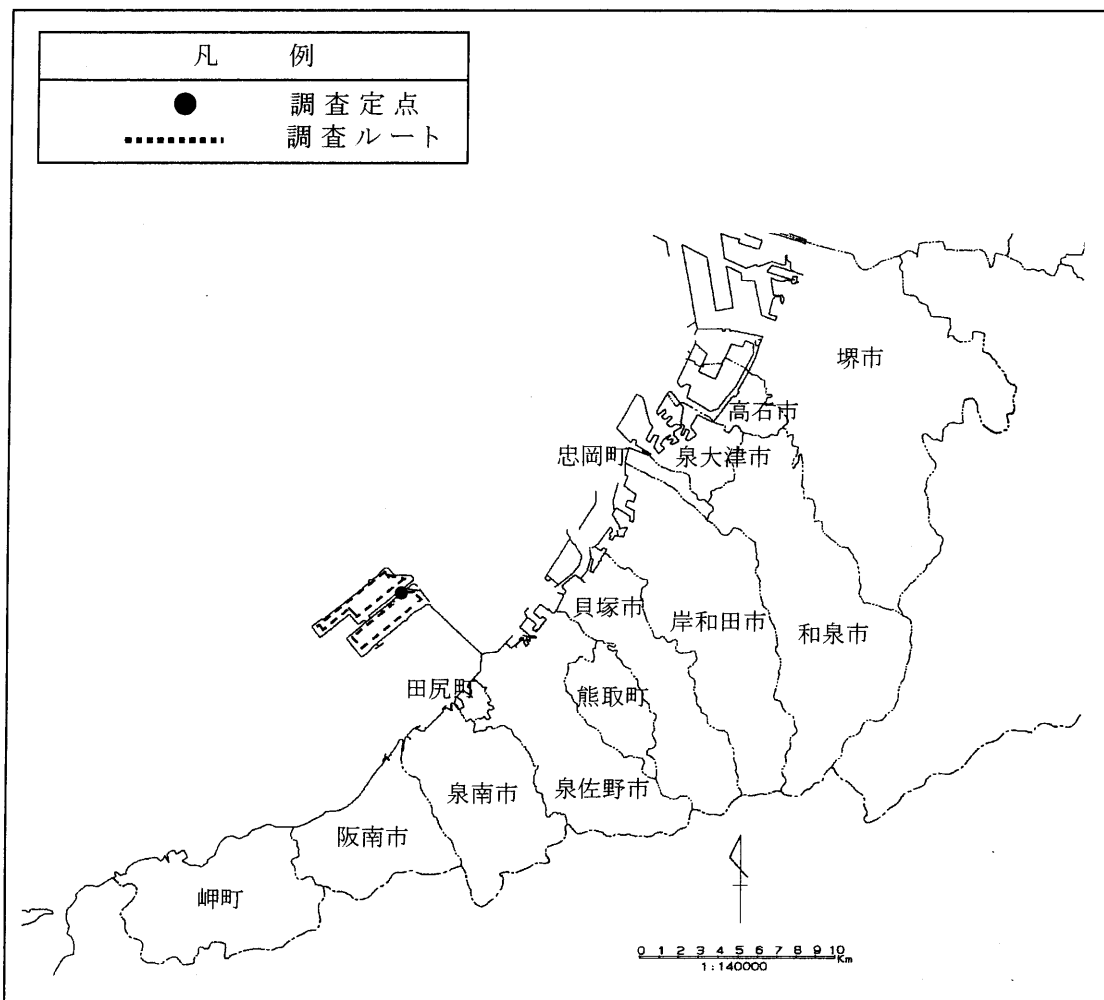 凡 例
調査定点
調査ルート
堺市
高石市
忠岡町
泉大津市
貝塚市
岸和田市
和泉市
田尻町
熊取町
泉南市
泉佐野市
阪南市
岬町
0 1 2 3 4 5 6 7 8 9 10
Km
1:140000